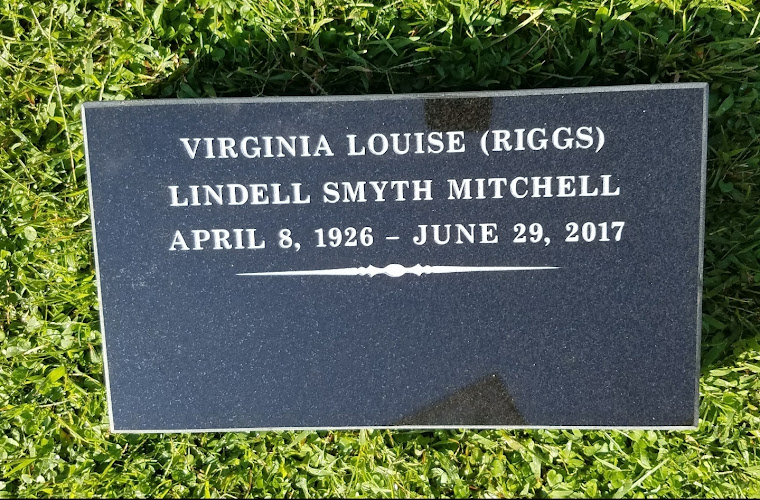 VIRGINIA LOUISE (RIGGS)
LINDELL SMYTH MITCHELL
APRIL 8, 1926 – JUNE 29, 2017